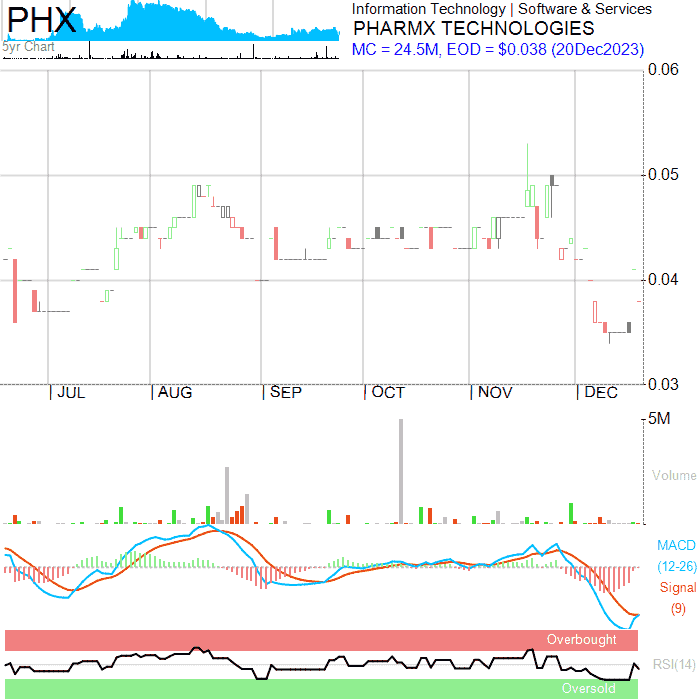 PHX
5yr Chart
Information Technology | Software & Services
PHARMX TECHNOLOGIES
MC = 24.5M, EOD = $0.038 (20Dec2023)
0.06
0.05
0.04
0.03
| JUL | AUG | SEP | OCT | NOV | DEC
5M
Volume
MACD
(12-26)
Signal
(9)
Overbought
RSI(14)
Oversold